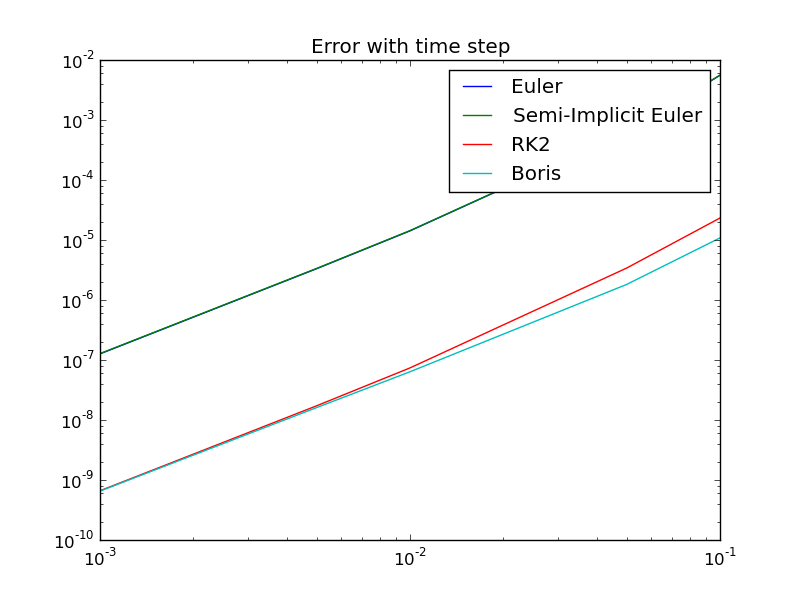 Error with time step
10^-2
10^-3
10^-4
10^-5
10^-6
10^-7
10^-8
10^-9
10^-10
Euler
Semi-Implicit Euler
RK2
Boris
10^-3 10^-2 10^-1